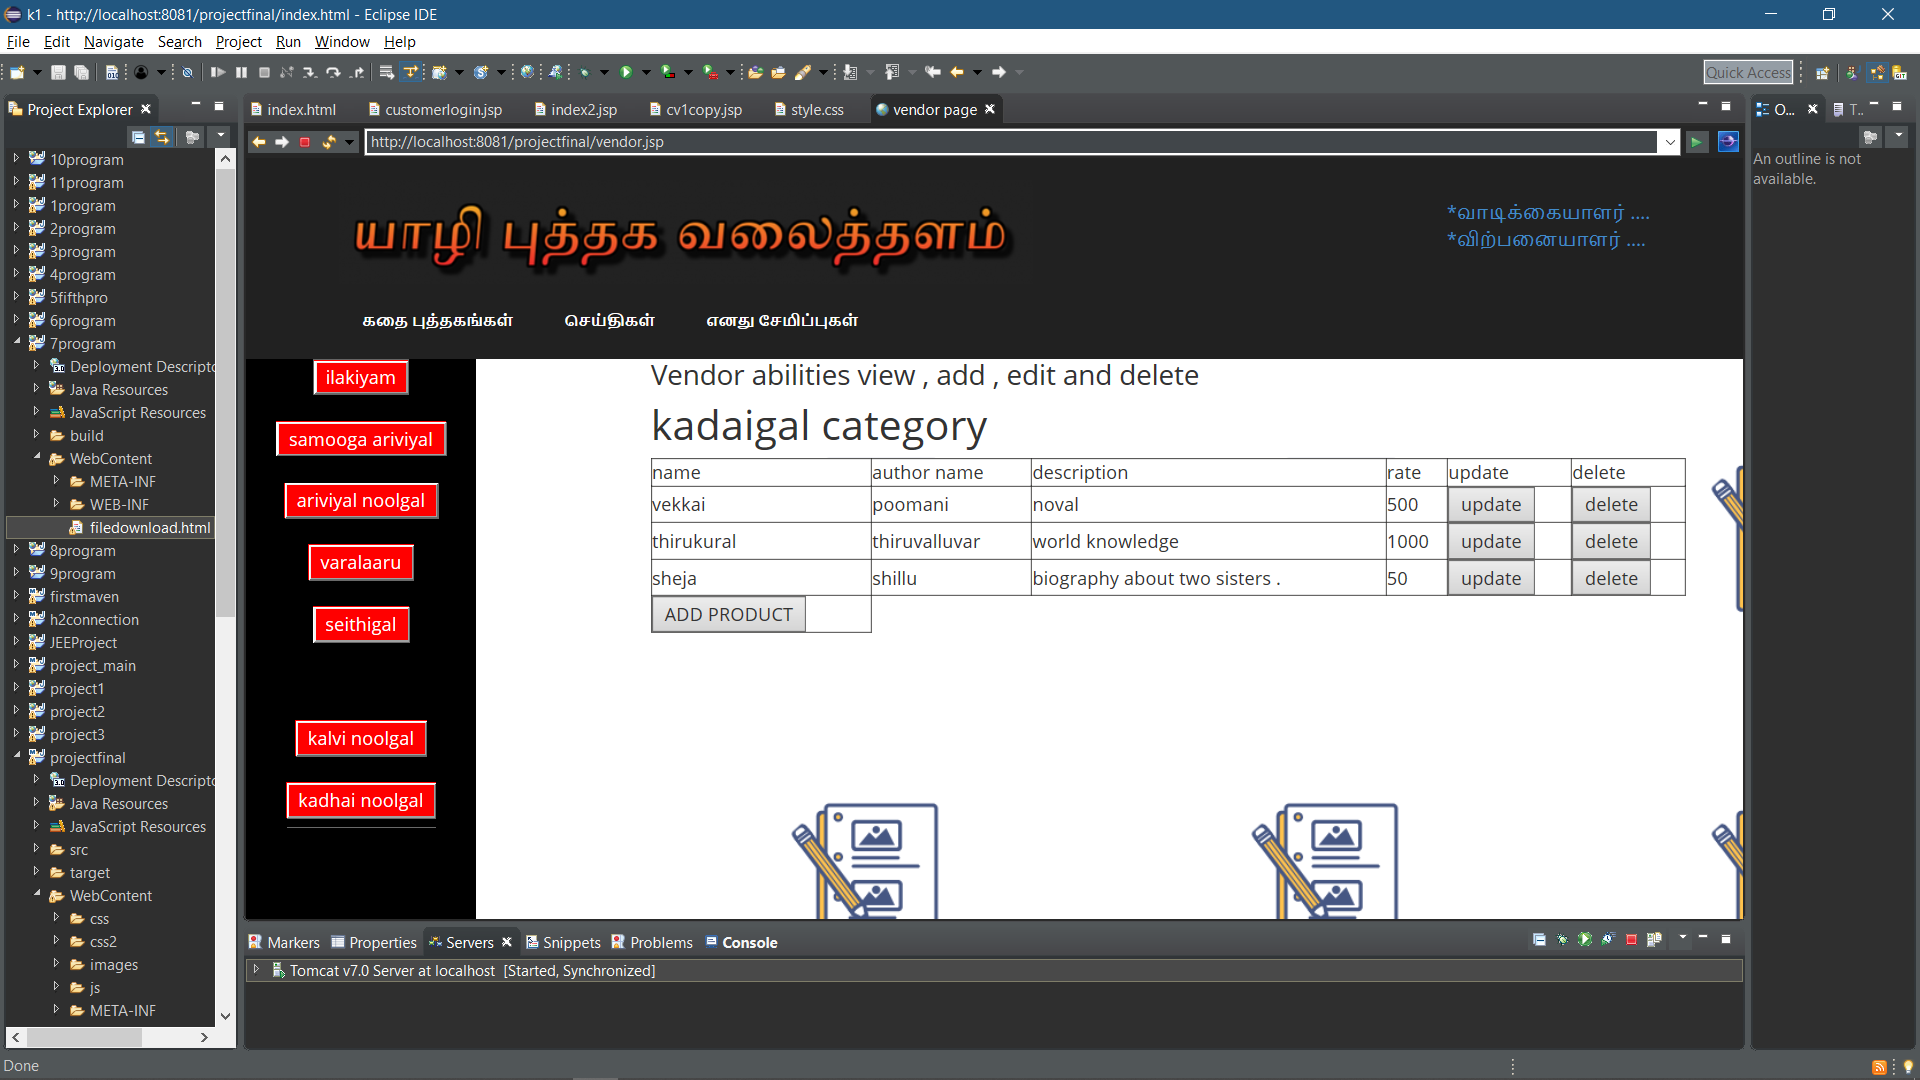 k1 - http://localhost:8081/projectfinal/index.html - Eclipse IDE
File Edit Navigate Search Project Run Window Help
Quick Access
Project Explorer
index.html customerlogin.jsp index2.jsp cv1copy.jsp style.css vendor page
O... T..
http://localhost:8081/projectfinal/vendor.jsp
An outline is not
available.
10program
11program
1program
2program
3program
4program
5fifthpro
6program
7program
Deployment Descripto
Java Resources
JavaScript Resources
build
WebContent
META-INF
WEB-INF
filedownload.html
8program
9program
firstmaven
h2connection
JEEProject
project_main
project1
project2
project3
projectfinal
Deployment Descripto
Java Resources
JavaScript Resources
src
target
WebContent
css
css2
images
js
META-INF
யாழி புத்தக வலைத்தளம்
*வாடிக்கையாளர் ....
*விற்பனையாளர் ....
கதை புத்தகங்கள் செய்திகள் எனது சேமிப்புகள்
ilakiyam
samooga ariviyal
ariviyal noolgal
varalaaru
seithigal
kalvi noolgal
kadhai noolgal
Vendor abilities view , add , edit and delete
kadaigal category
name author name description rate update delete
vekkai poomani noval 500 update delete
thirukural thiruvalluvar world knowledge 1000 update delete
sheja shillu biography about two sisters . 50 update delete
ADD PRODUCT
Markers Properties Servers Snippets Problems Console
Tomcat v7.0 Server at localhost [Started, Synchronized]
Done